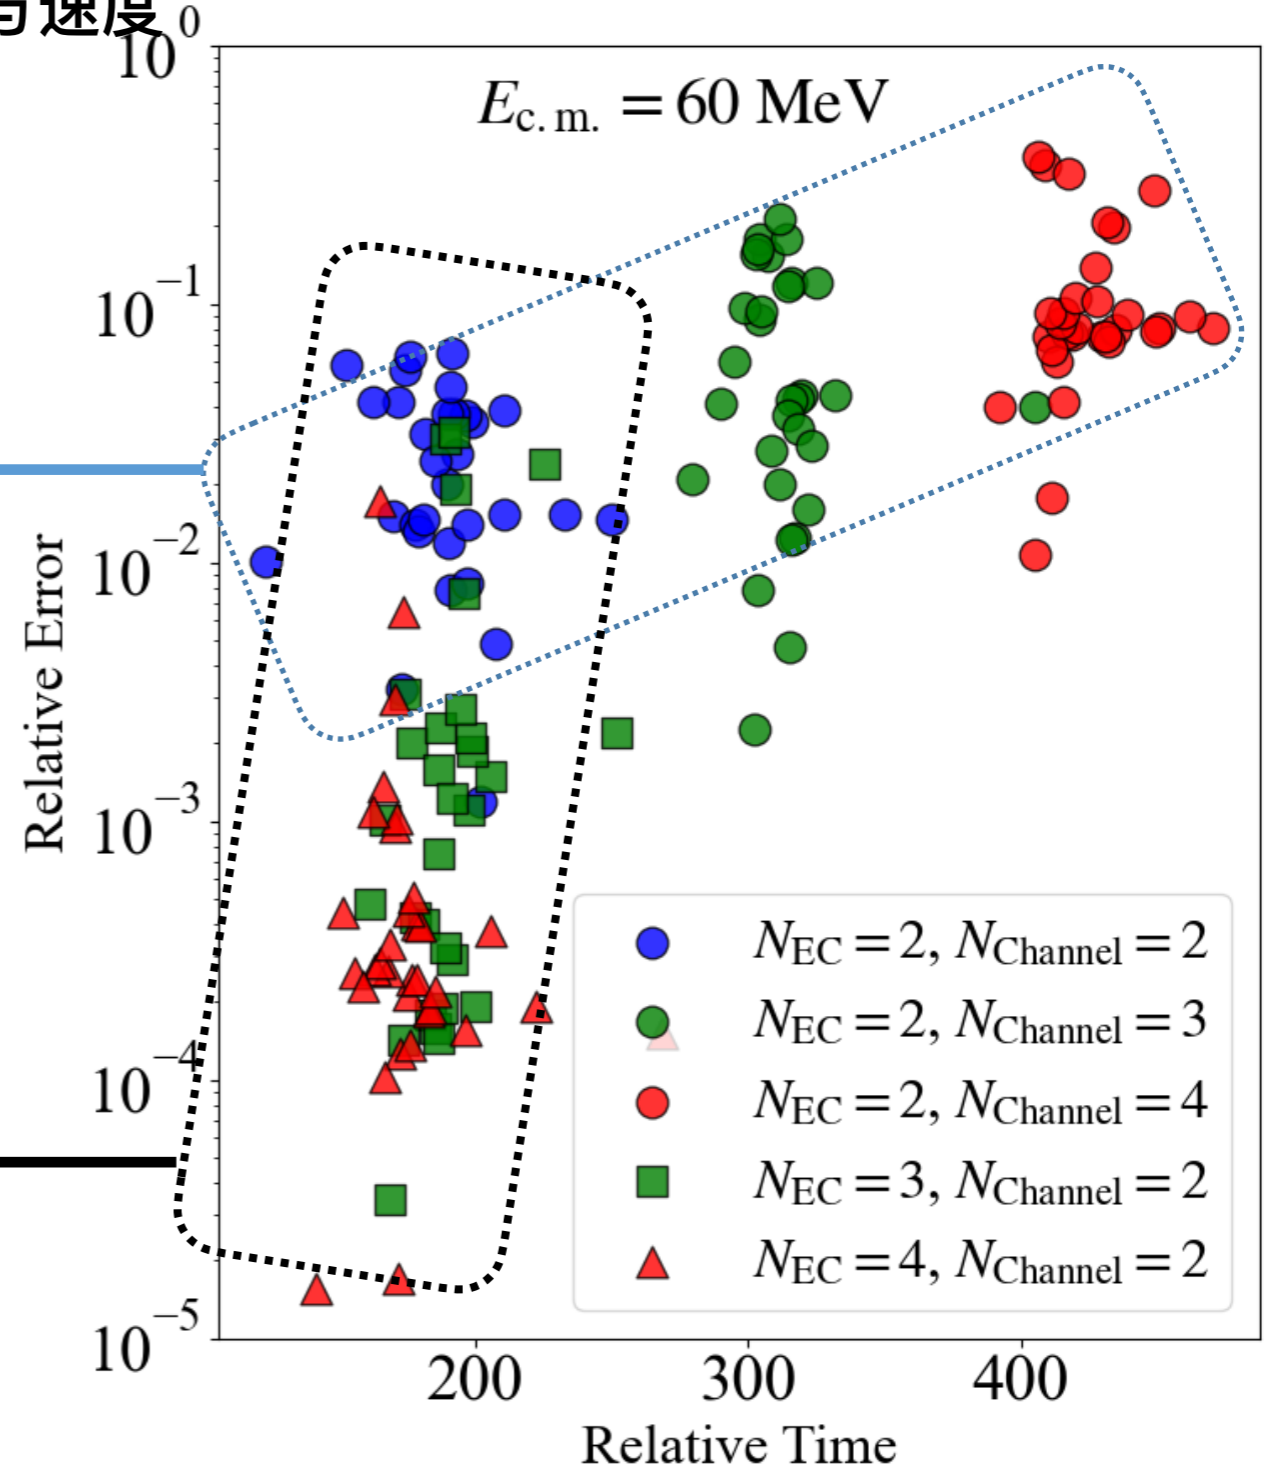 与速度
10^0
E_c.m. = 60 MeV
10^−1
10^−2
10^−3
10^−4
10^−5
Relative Error
N_EC = 2, N_Channel = 2
N_EC = 2, N_Channel = 3
N_EC = 2, N_Channel = 4
N_EC = 3, N_Channel = 2
N_EC = 4, N_Channel = 2
200 300 400
Relative Time